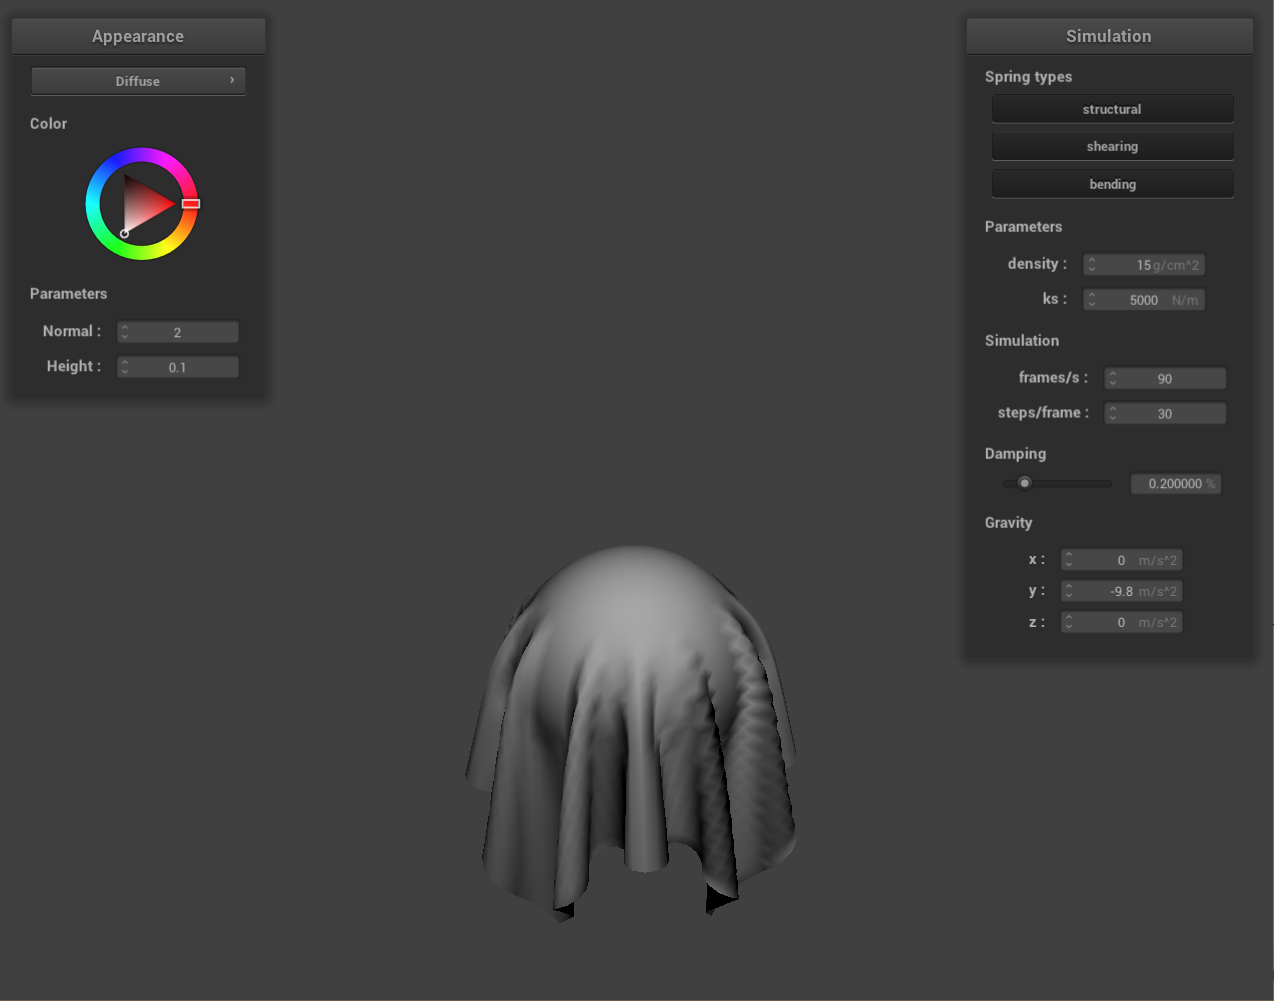 Appearance
Diffuse
Color
Parameters
Normal : 2
Height : 0.1
Simulation
Spring types
structural
shearing
bending
Parameters
density : 15 g/cm^2
ks : 5000 N/m
Simulation
frames/s : 90
steps/frame : 30
Damping
0.200000 %
Gravity
x : 0 m/s^2
y : -9.8 m/s^2
z : 0 m/s^2